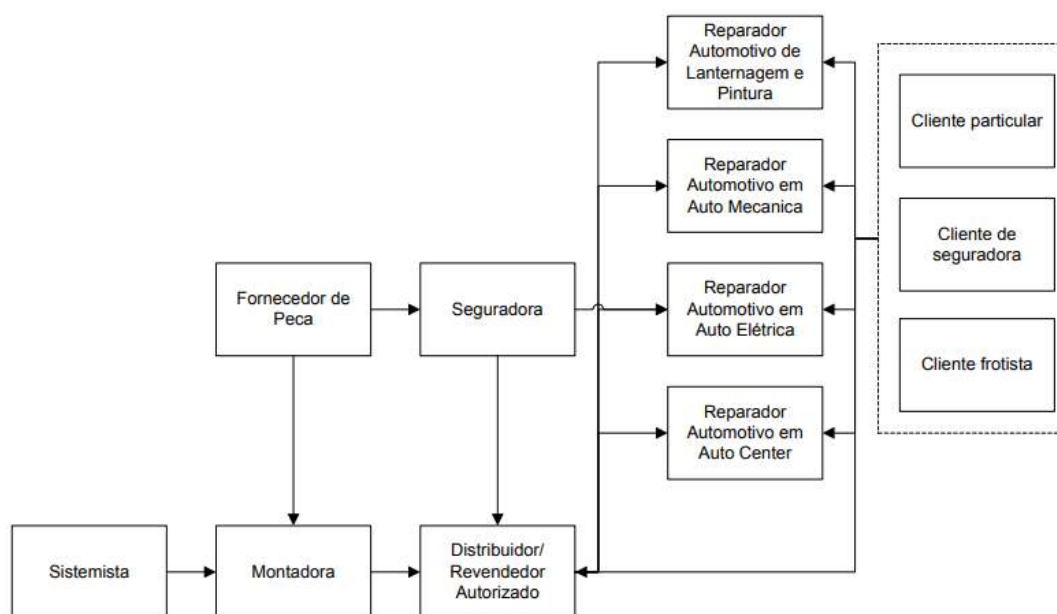 Reparador
Automotivo de
Lanternagem e
Pintura
Cliente particular
Reparador
Automotivo em
Auto Mecanica
Cliente de
seguradora
Fornecedor de
Peca
Seguradora
Reparador
Automotivo em
Auto Elétrica
Cliente frotista
Reparador
Automotivo em
Auto Center
Sistemista
Montadora
Distribuidor/
Revendedor
Autorizado